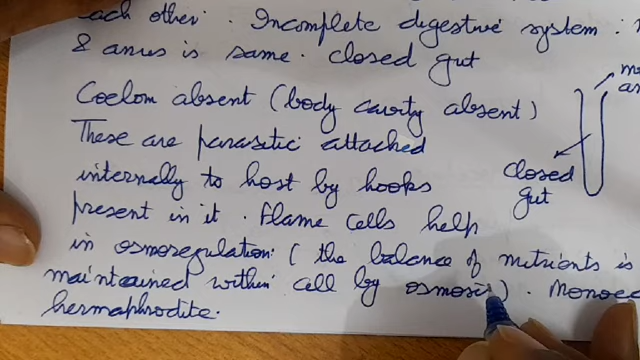 each other. Incomplete digestive system:
& anus is same. closed gut
Coelom absent (body cavity absent)
These are parasitic attached
internally to host by hooks
present in it. Flame cells help
in osmoregulation: ( the balance of nutrients is
maintained within cell by osmosis). Monoec
hermaphrodite.
m
an
closed
gut